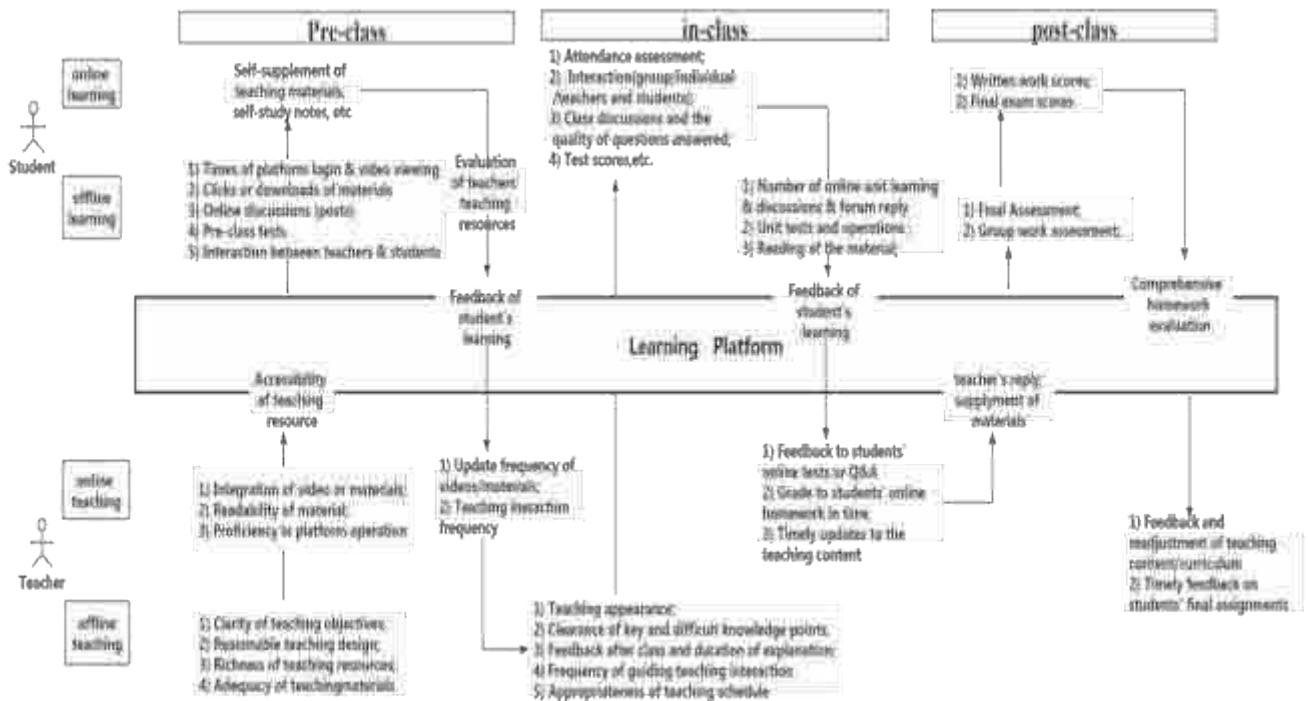 Pre-class
in-class
post-class
online
learning
Student
offline
learning
Self-supplement of
teaching materials,
self-study notes, etc
1) Times of platform login & video viewing
2) Clicks or downloads of materials
3) Online discussions (posts)
4) Pre-class tests
5) Interaction between teachers & students
Evaluation
of teachers'
teaching
resources
1) Attendance assessment;
2) Interaction(group/individual
/teachers and students);
3) Class discussions and the
quality of questions answered;
4) Test scores,etc.
1) Number of online unit learning
& discussions & forum reply
2) Unit tests and operations
3) Reading of the material;
1) Written work scores;
2) Final exam scores
1) Final Assessment;
2) Group work assessment;
Feedback of
student's
learning
Feedback of
student's
learning
Comprehensive
homework
evaluation
Learning Platform
Accessibility
of teaching
resource
teacher's reply;
supplyment of
materials
online
teaching
Teacher
offline
teaching
1) Integration of video or materials;
2) Readability of material;
3) Proficiency in platform operation
1) Clarity of teaching objectives;
2) Reasonable teaching design;
3) Richness of teaching resources;
4) Adequacy of teachingmaterials
1) Update frequency of
videos/materials;
2) Teaching interaction
frequency
1) Teaching appearance;
2) Clearance of key and difficult knowledge points;
3) Feedback after class and duration of explanation;
4) Frequency of guiding teaching interaction
5) Appropriateness of teaching schedule
1) Feedback to students'
online tests or Q&A
2) Grade to students' online
homework in time
3) Timely updates to the
teaching content
1) Feedback and
readjustment of teaching
content/curriculum
2) Timely feedback on
students' final assignments